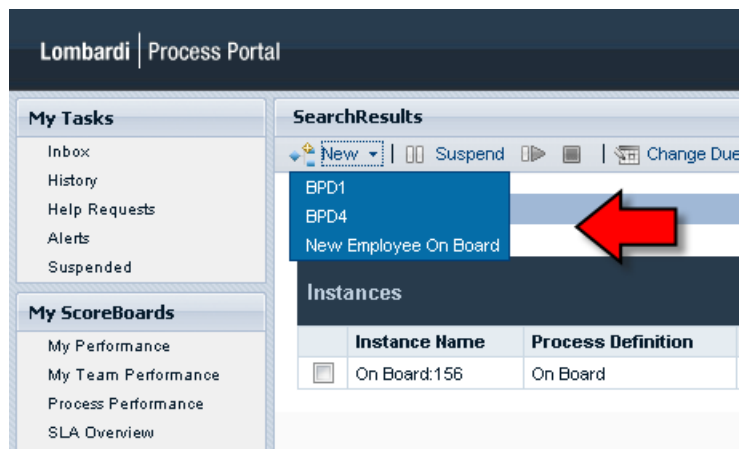 Lombardi | Process Portal
My Tasks
Inbox
History
Help Requests
Alerts
Suspended
My ScoreBoards
My Performance
My Team Performance
Process Performance
SLA Overview
SearchResults
New | Suspend | Change Due
BPD1
BPD4
New Employee On Board
Instances
Instance Name Process Definition
On Board:156 On Board